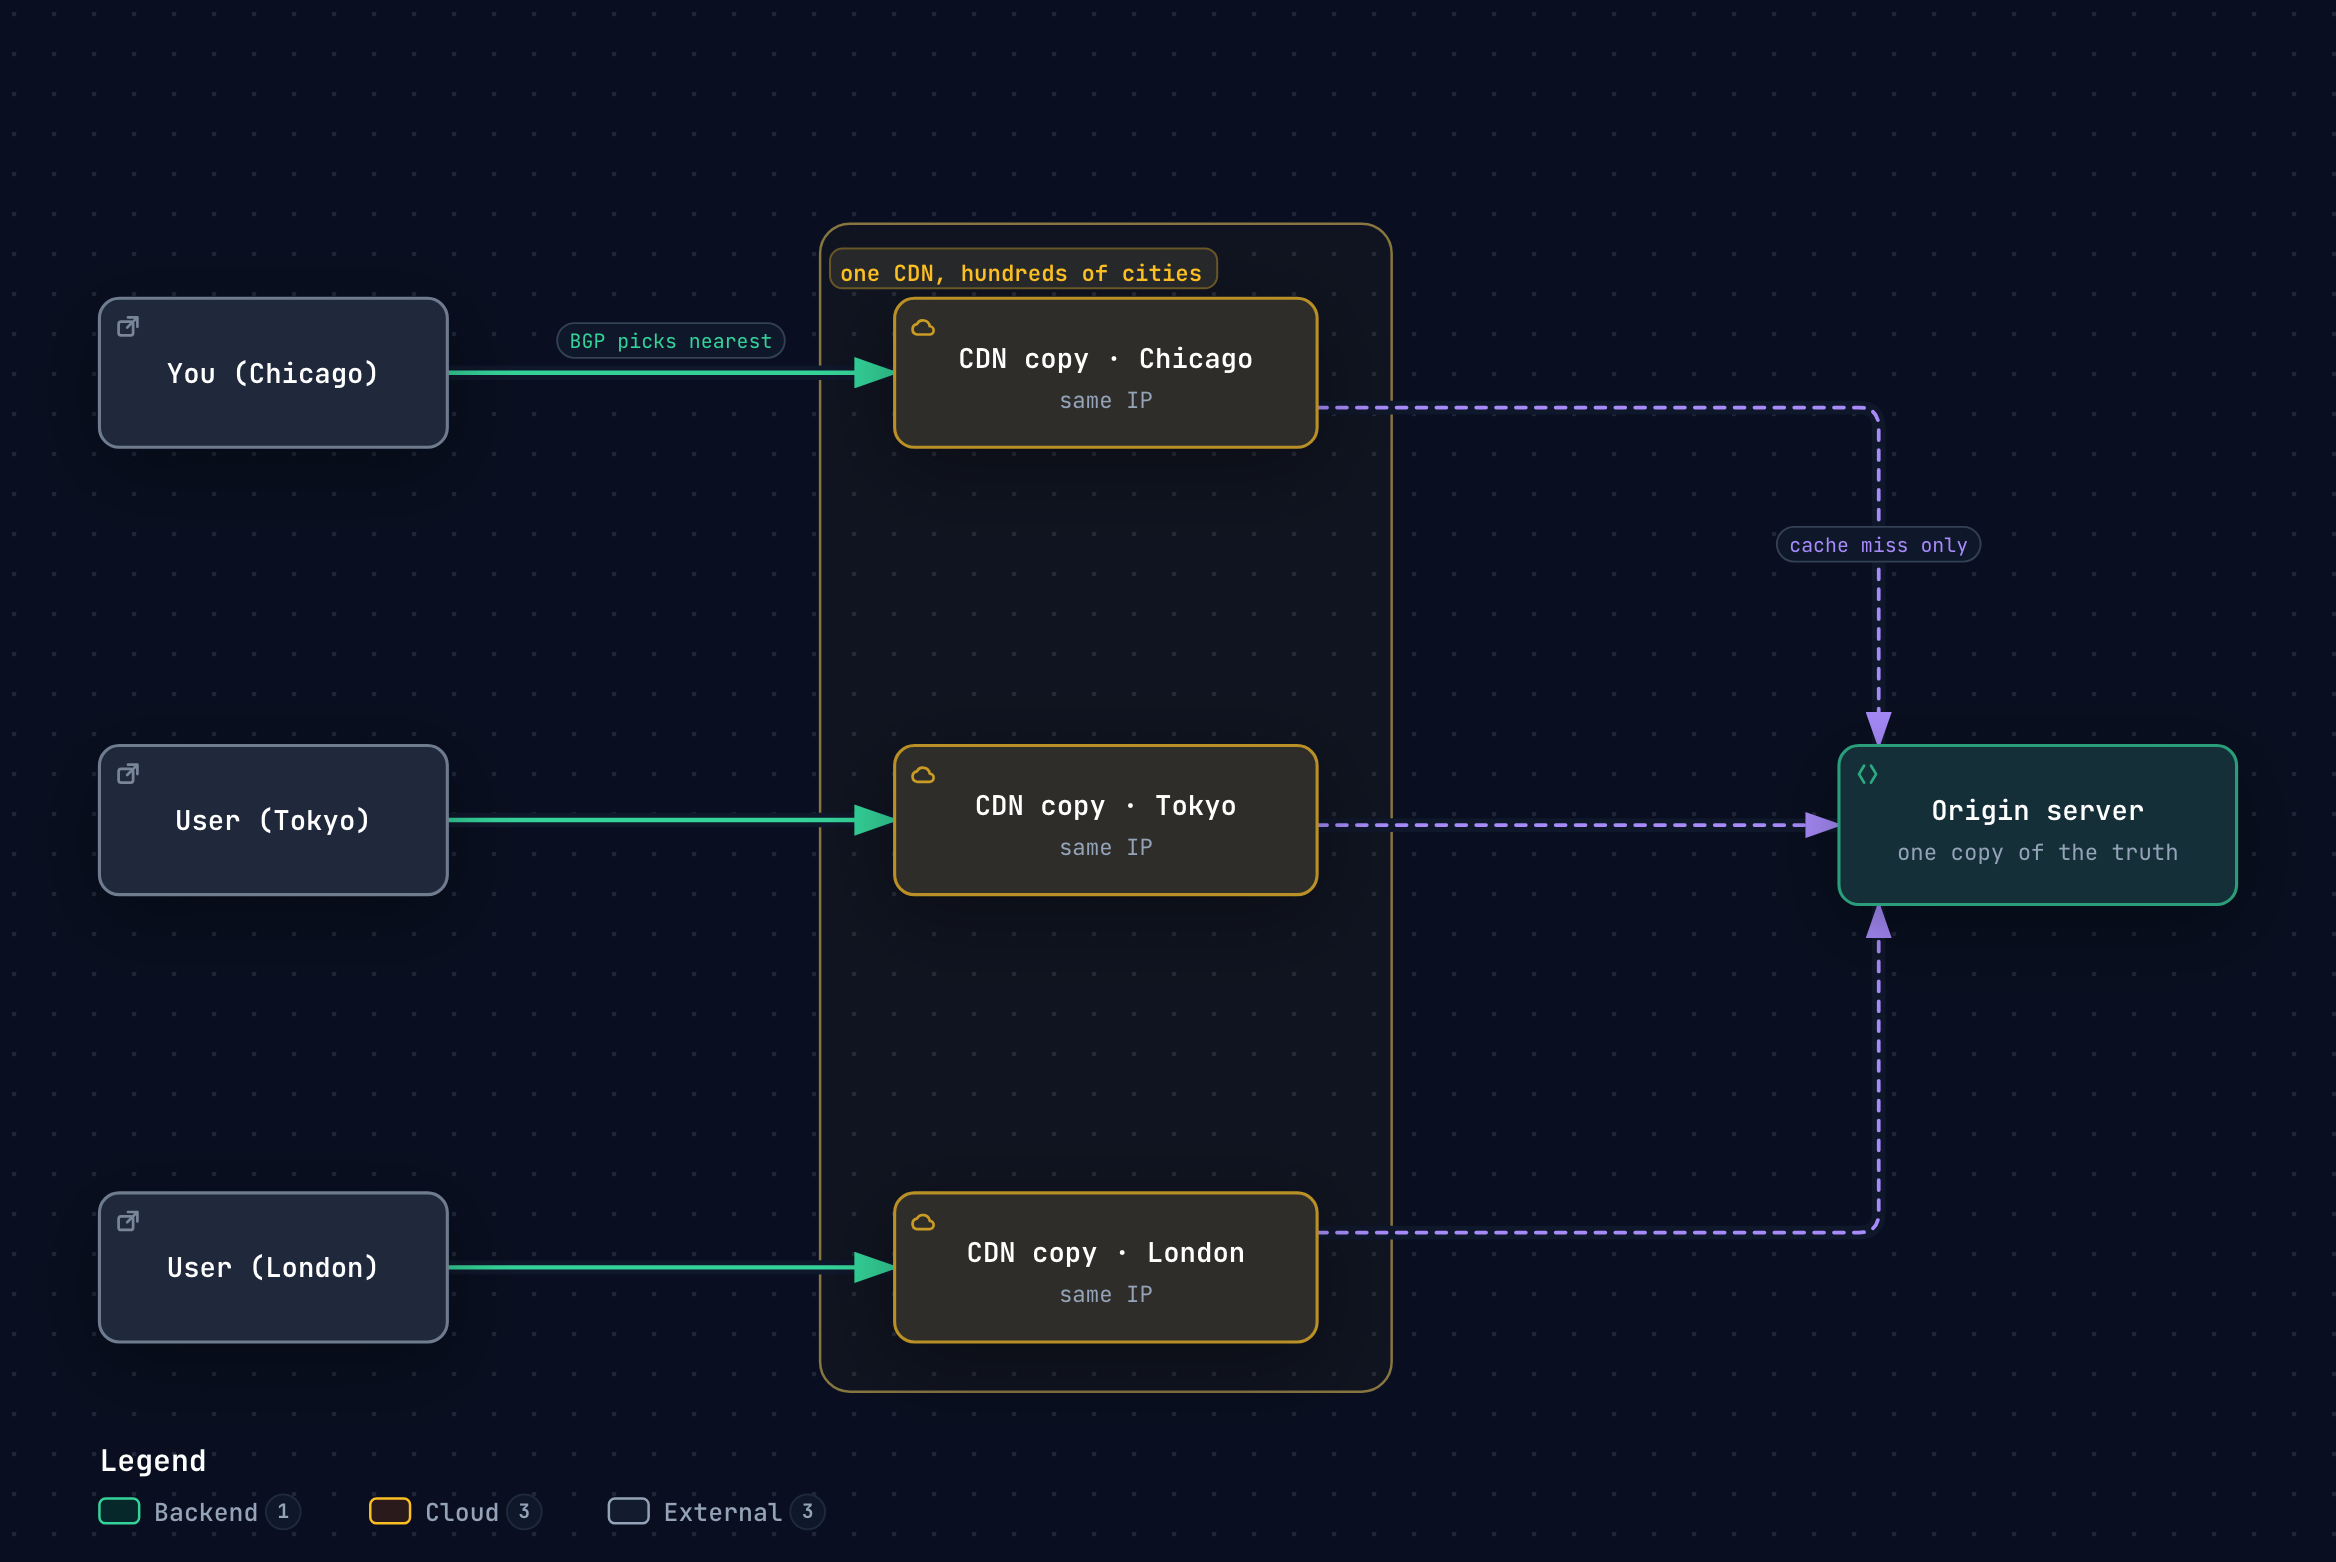 one CDN, hundreds of cities
You (Chicago)
BGP picks nearest
CDN copy · Chicago
same IP
cache miss only
User (Tokyo)
CDN copy · Tokyo
same IP
Origin server
one copy of the truth
User (London)
CDN copy · London
same IP
Legend
Backend 1
Cloud 3
External 3